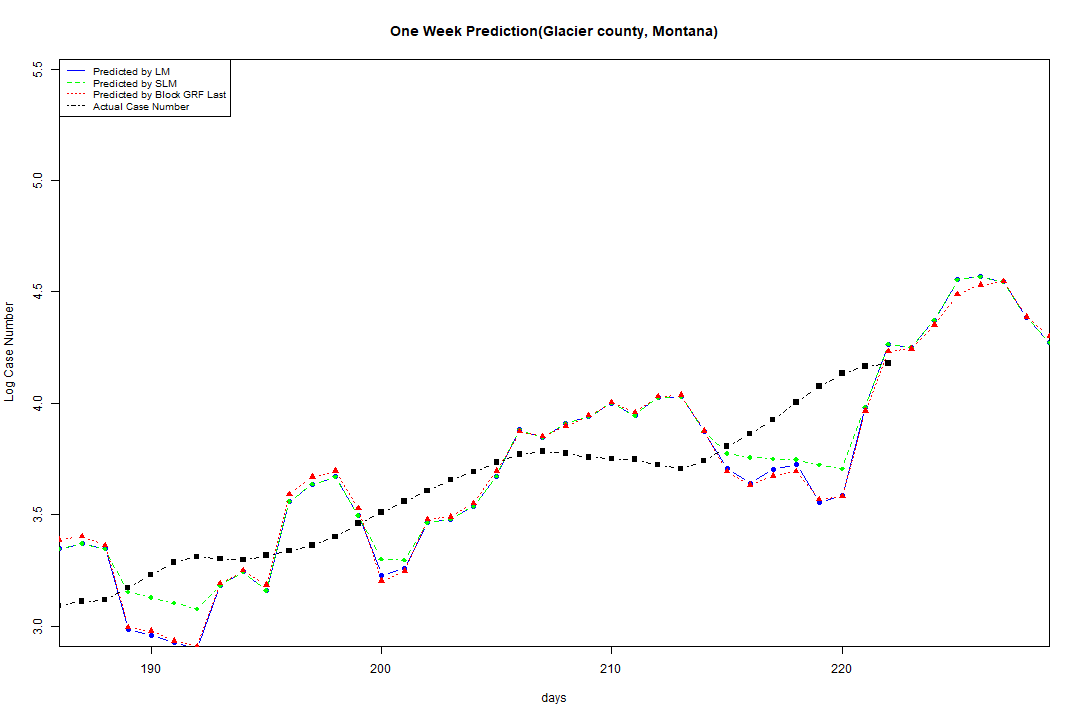 One Week Prediction(Glacier county, Montana)
Predicted by LM
Predicted by SLM
Predicted by Block GRF Last
Actual Case Number
5.5
5.0
4.5
4.0
3.5
3.0
Log Case Number
190 200 210 220
days